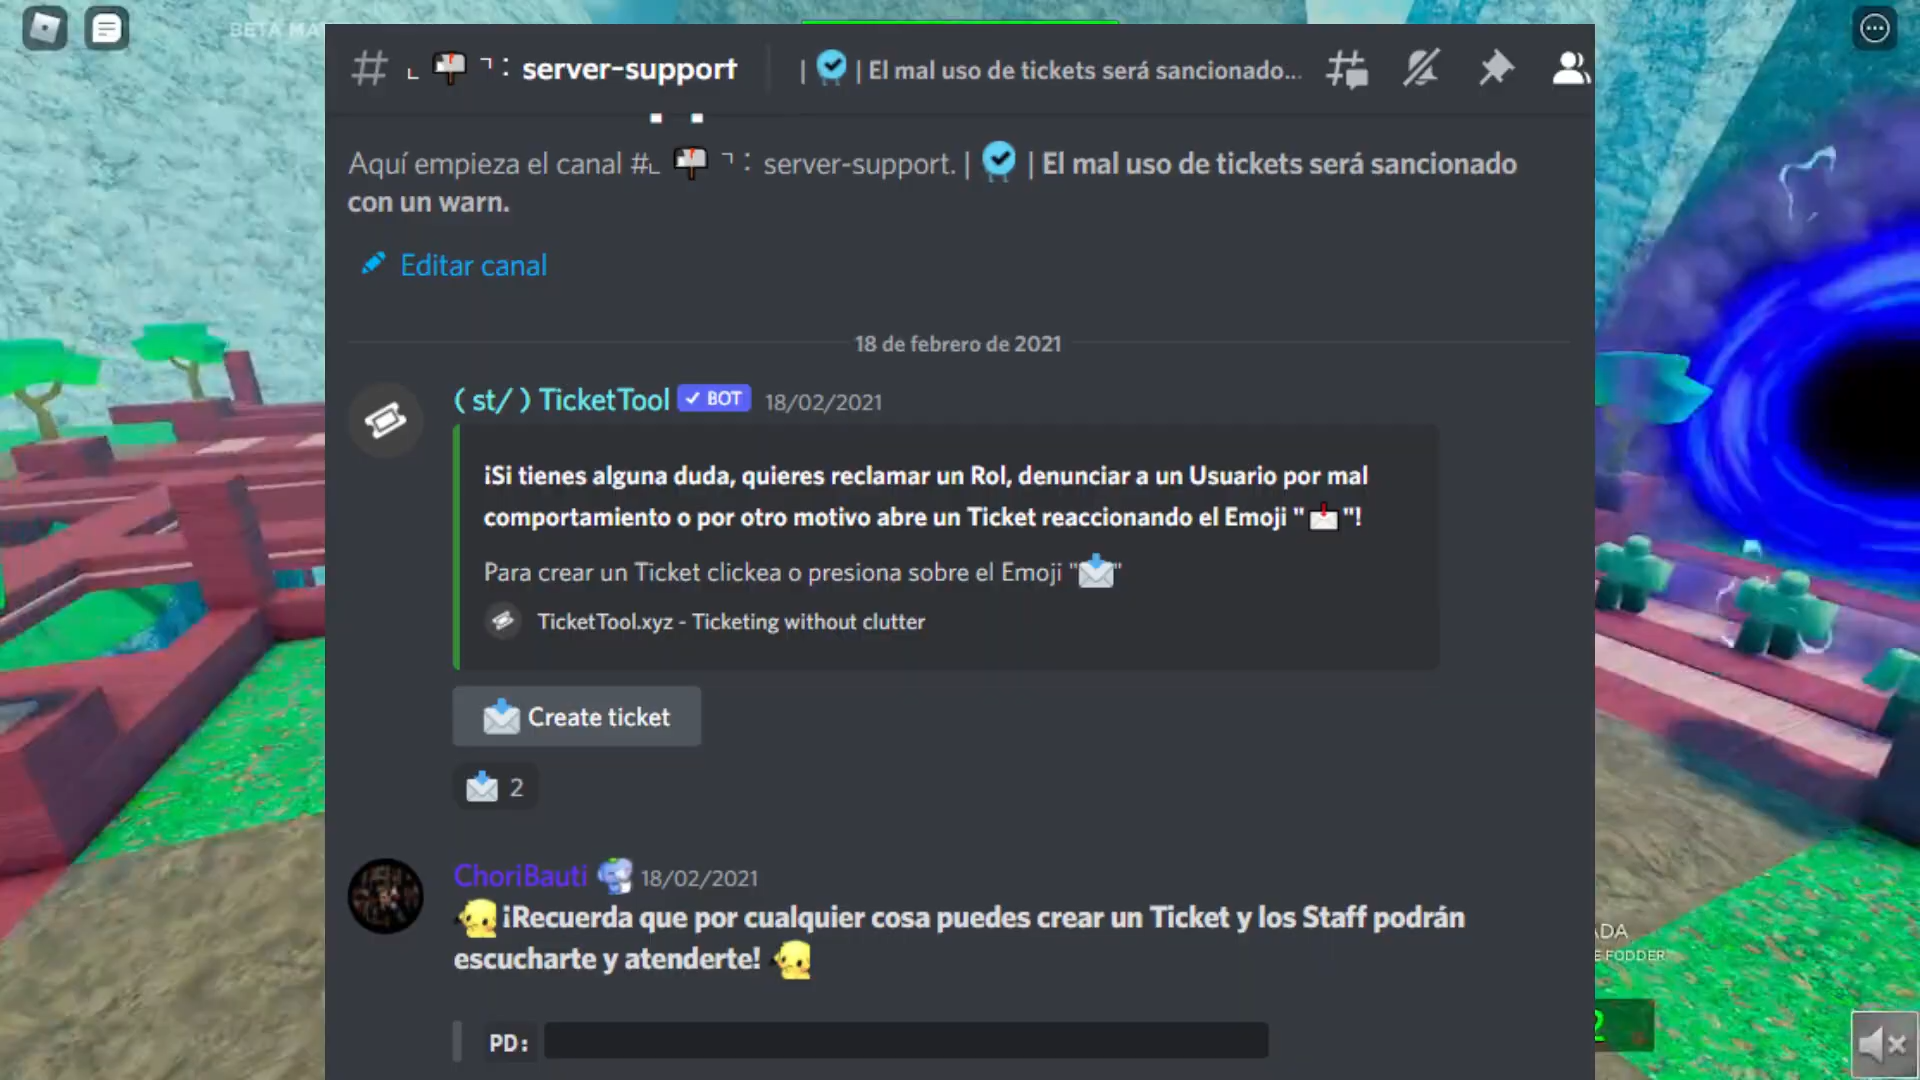 BETA MA
server-support | | El mal uso de tickets será sancionado...
Aquí empieza el canal # server-support. | | El mal uso de tickets será sancionado
con un warn.
Editar canal
18 de febrero de 2021
( st/ ) TicketTool ✓ BOT 18/02/2021
¡Si tienes alguna duda, quieres reclamar un Rol, denunciar a un Usuario por mal
comportamiento o por otro motivo abre un Ticket reaccionando el Emoji " 📩 "!
Para crear un Ticket clickea o presiona sobre el Emoji "📩"
TicketTool.xyz - Ticketing without clutter
📩 Create ticket
📩 2
ChoriBauti 18/02/2021
¡Recuerda que por cualquier cosa puedes crear un Ticket y los Staff podrán
escucharte y atenderte!
PD:
ADA
E FODDER
2